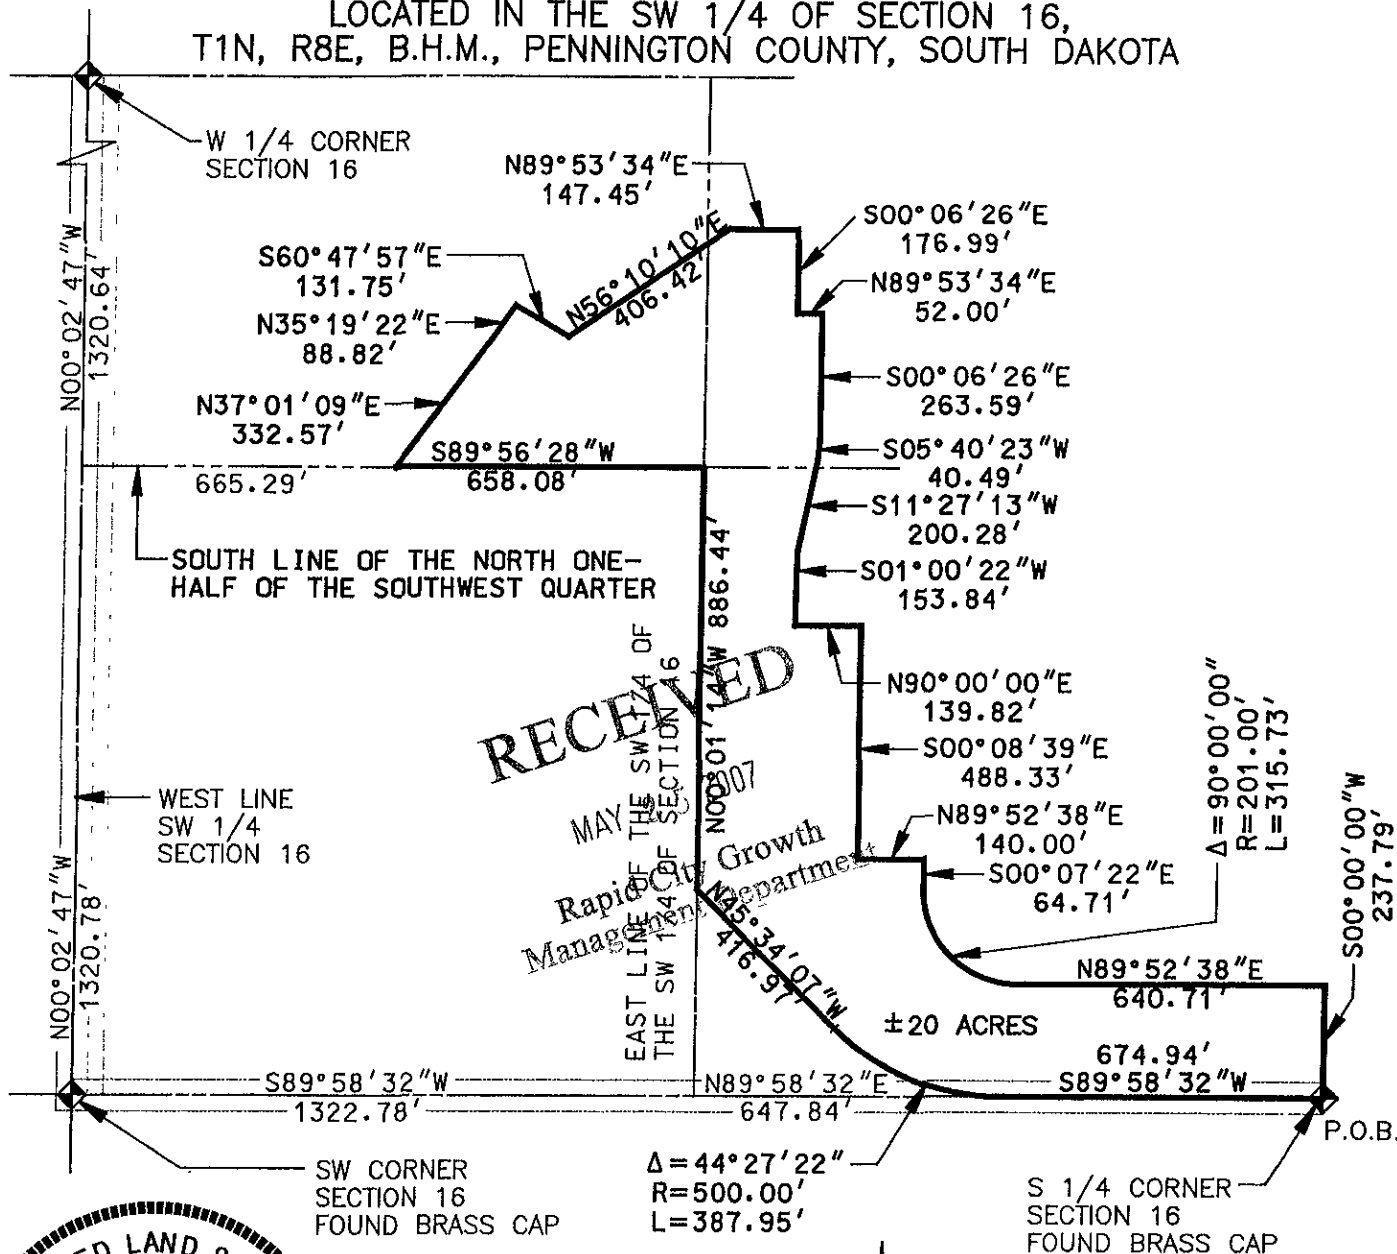 LOCATED IN THE SW 1/4 OF SECTION 16,
T1N, R8E, B.H.M., PENNINGTON COUNTY, SOUTH DAKOTA
W 1/4 CORNER
SECTION 16
N89°53'34"E
147.45'
S00°06'26"E
176.99'
S60°47'57"E
131.75'
N56°10'10"E
406.42'
N89°53'34"E
52.00'
N35°19'22"E
88.82'
N00°02'47"W
1320.64'
S00°06'26"E
263.59'
N37°01'09"E
332.57'
S89°56'28"W
658.08'
665.29'
S05°40'23"W
40.49'
S11°27'13"W
200.28'
SOUTH LINE OF THE NORTH ONE-
HALF OF THE SOUTHWEST QUARTER
S01°00'22"W
153.84'
N00°01'14"W 886.44'
EAST LINE OF THE SW 1/4 OF
THE SW 1/4 OF SECTION 16
RECEIVED
MAY 2007
Rapid City Growth
Management Department
N90°00'00"E
139.82'
S00°08'39"E
488.33'
WEST LINE
SW 1/4
SECTION 16
N89°52'38"E
140.00'
S00°07'22"E
64.71'
Δ=90°00'00"
R=201.00'
L=315.73'
S00°00'00"W
237.79'
N00°02'47"W
1320.78'
N45°34'07"W
416.97'
N89°52'38"E
640.71'
±20 ACRES
674.94'
S89°58'32"W
S89°58'32"W
1322.78'
N89°58'32"E
647.84'
P.O.B.
SW CORNER
SECTION 16
FOUND BRASS CAP
Δ=44°27'22"
R=500.00'
L=387.95'
S 1/4 CORNER
SECTION 16
FOUND BRASS CAP
LAND